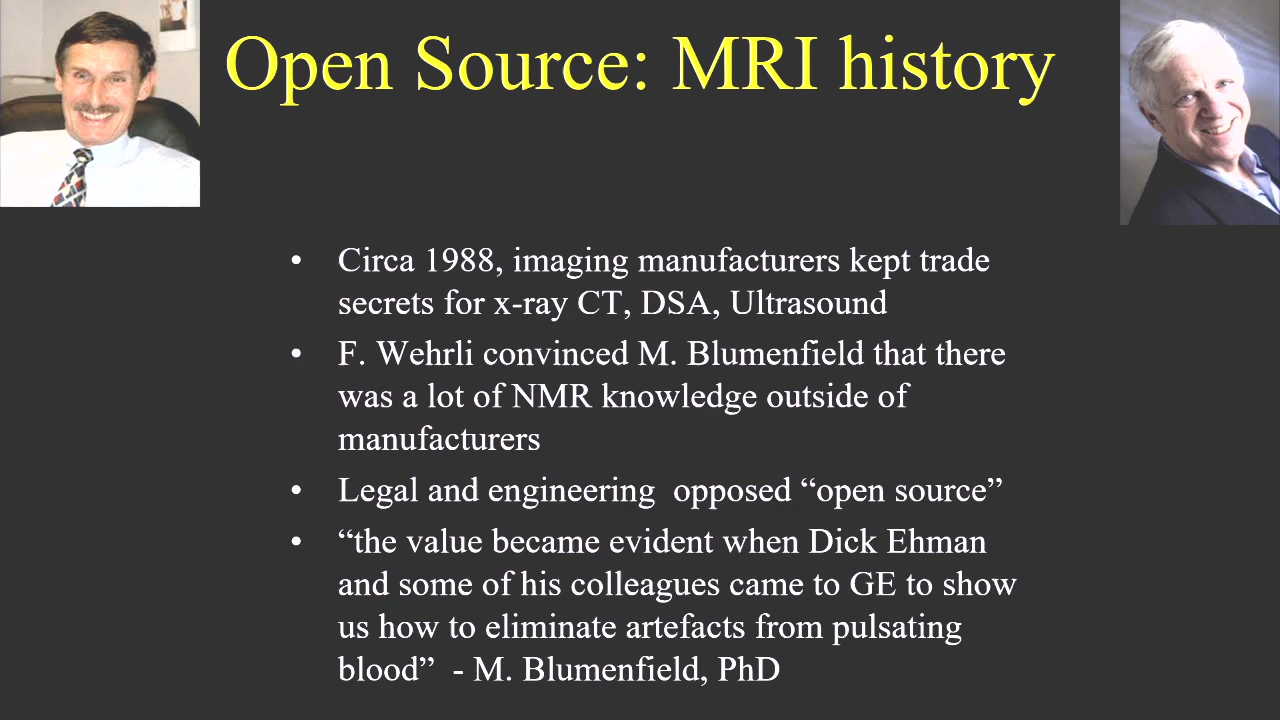 Open Source: MRI history
• Circa 1988, imaging manufacturers kept trade
secrets for x-ray CT, DSA, Ultrasound
• F. Wehrli convinced M. Blumenfield that there
was a lot of NMR knowledge outside of
manufacturers
• Legal and engineering  opposed “open source”
• “the value became evident when Dick Ehman
and some of his colleagues came to GE to show
us how to eliminate artefacts from pulsating
blood”  - M. Blumenfield, PhD